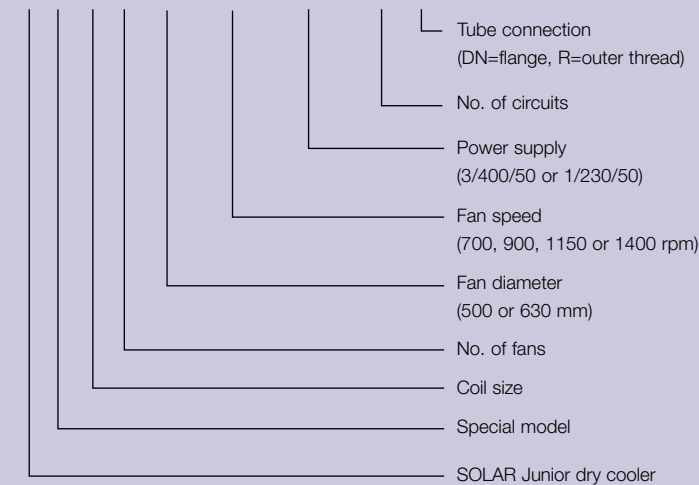 Tube connection
(DN=flange, R=outer thread)
No. of circuits
Power supply
(3/400/50 or 1/230/50)
Fan speed
(700, 900, 1150 or 1400 rpm)
Fan diameter
(500 or 630 mm)
No. of fans
Coil size
Special model
SOLAR Junior dry cooler